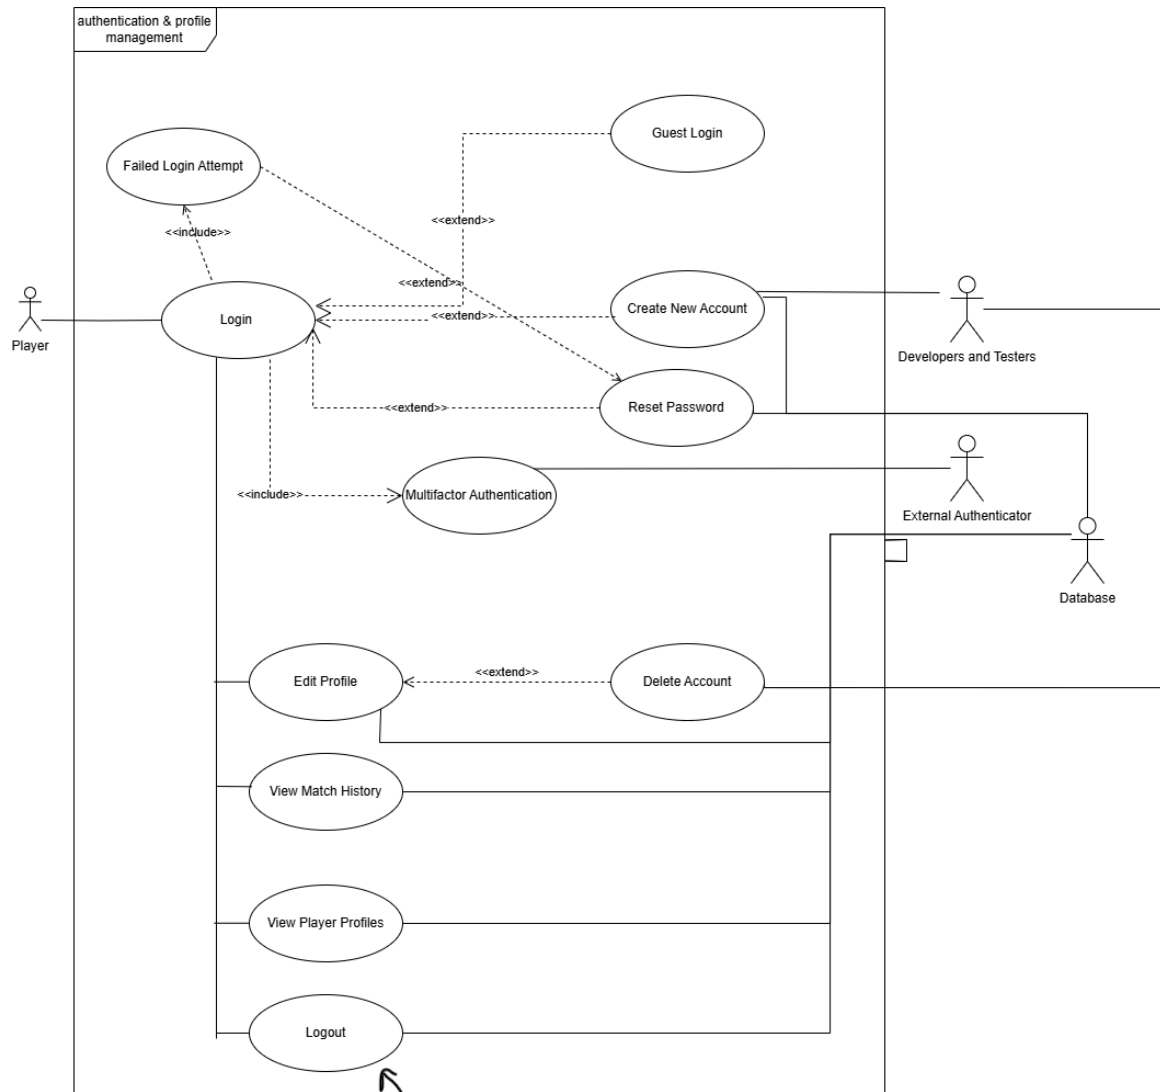 authentication & profile
management
Guest Login
Failed Login Attempt
<<extend>>
<<include>>
<<extend>>
Create New Account
<<extend>>
Login
Player
Developers and Testers
Reset Password
<<extend>>
Multifactor Authentication
<<include>>
External Authenticator
Database
<<extend>>
Edit Profile
Delete Account
View Match History
View Player Profiles
Logout